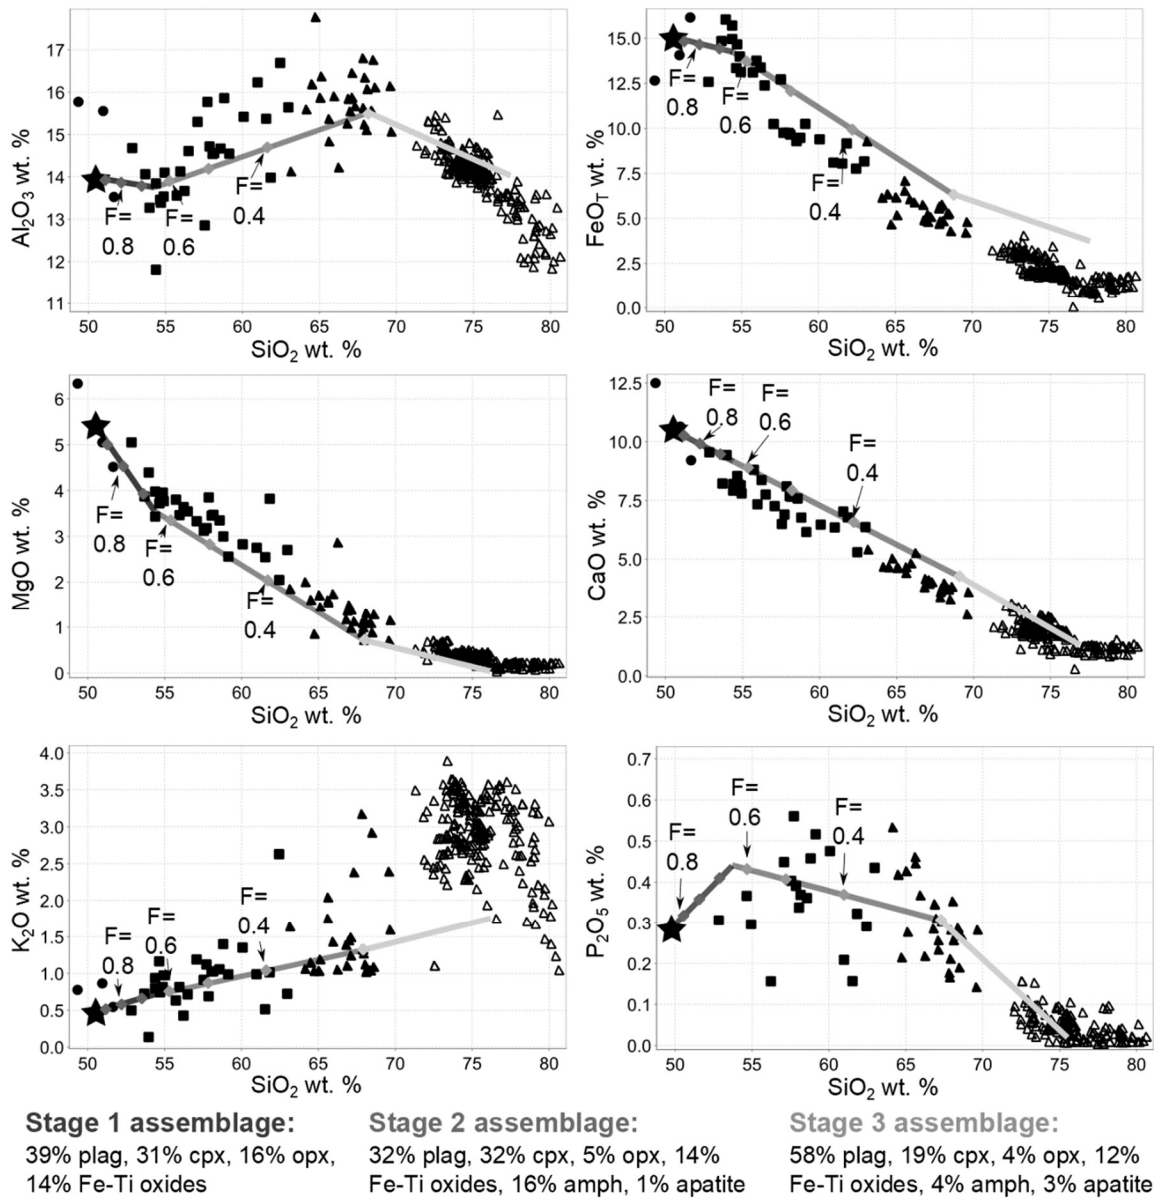 17
16
15
14
13
12
11
Al₂O₃ wt. %
F=
0.8
F=
0.6
F=
0.4
50 55 60 65 70 75 80
SiO₂ wt. %
15.0
12.5
10.0
7.5
5.0
2.5
0.0
FeO_T wt. %
F=
0.8
F=
0.6
F=
0.4
50 55 60 65 70 75 80
SiO₂ wt. %
6
5
4
3
2
1
0
MgO wt. %
F=
0.8
F=
0.6
F=
0.4
50 55 60 65 70 75 80
SiO₂ wt. %
12.5
10.0
7.5
5.0
2.5
0.0
CaO wt. %
F=
0.8
F=
0.6
F=
0.4
50 55 60 65 70 75 80
SiO₂ wt. %
4.0
3.5
3.0
2.5
2.0
1.5
1.0
0.5
0.0
K₂O wt. %
F=
0.8
F=
0.6
F=
0.4
50 55 60 65 70 75 80
SiO₂ wt. %
0.7
0.6
0.5
0.4
0.3
0.2
0.1
0.0
P₂O₅ wt. %
F=
0.8
F=
0.6
F=
0.4
50 55 60 65 70 75 80
SiO₂ wt. %
Stage 1 assemblage:
39% plag, 31% cpx, 16% opx,
14% Fe-Ti oxides
Stage 2 assemblage:
32% plag, 32% cpx, 5% opx, 14%
Fe-Ti oxides, 16% amph, 1% apatite
Stage 3 assemblage:
58% plag, 19% cpx, 4% opx, 12%
Fe-Ti oxides, 4% amph, 3% apatite